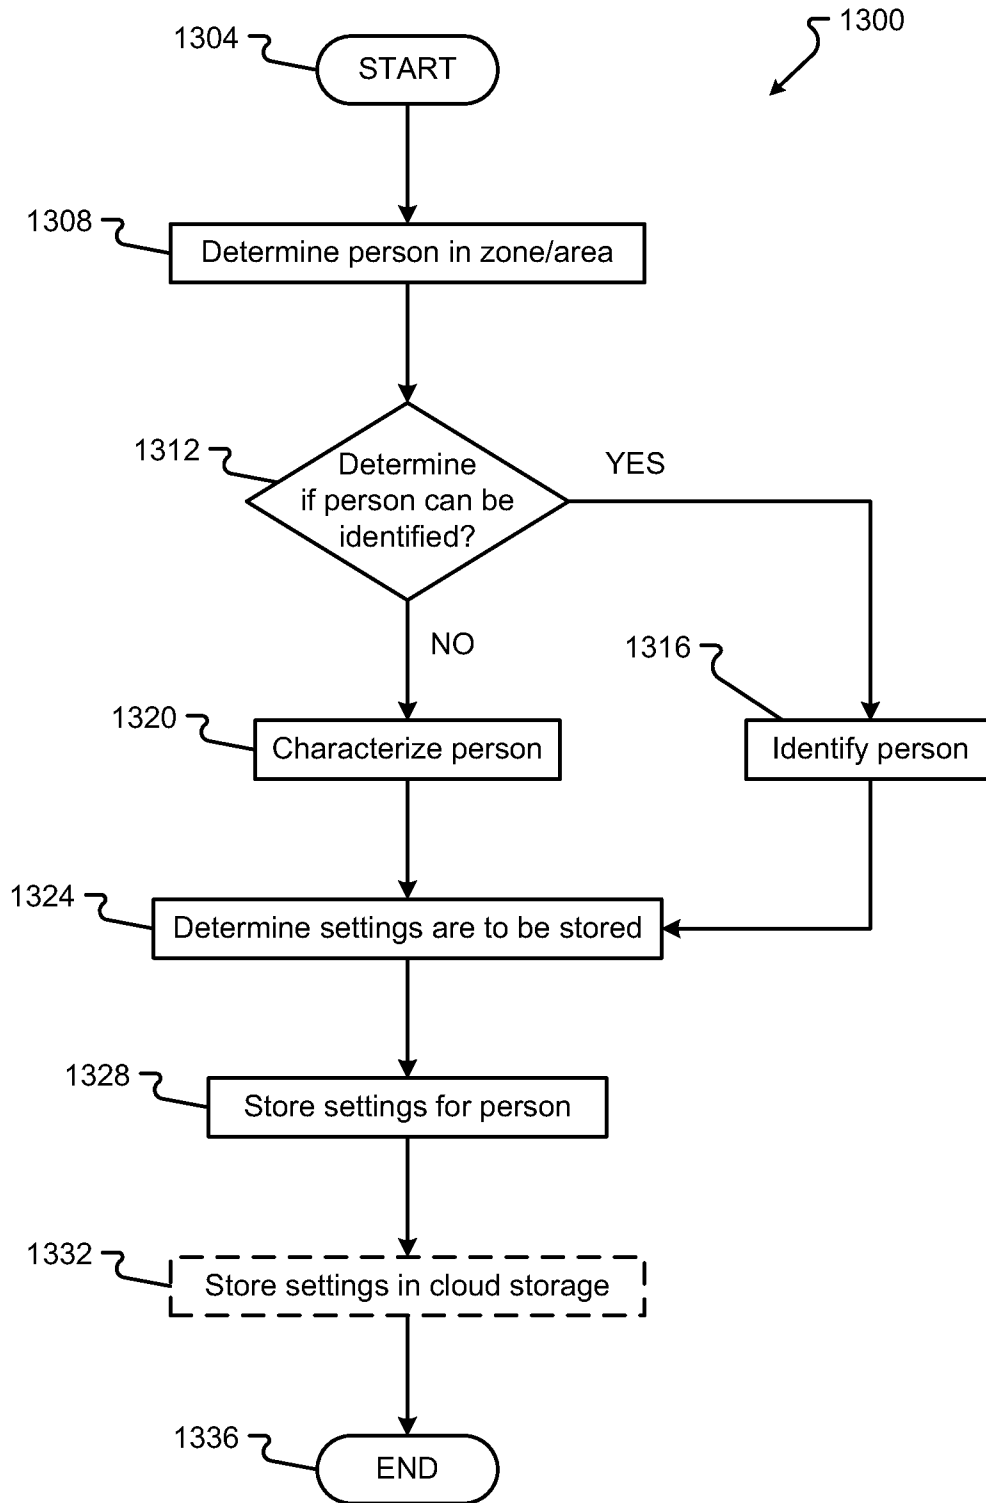 1300
1304
START
1308
Determine person in zone/area
1312
Determine
if person can be
identified?
YES
NO
1316
1320
Characterize person
Identify person
1324
Determine settings are to be stored
1328
Store settings for person
1332
Store settings in cloud storage
1336
END